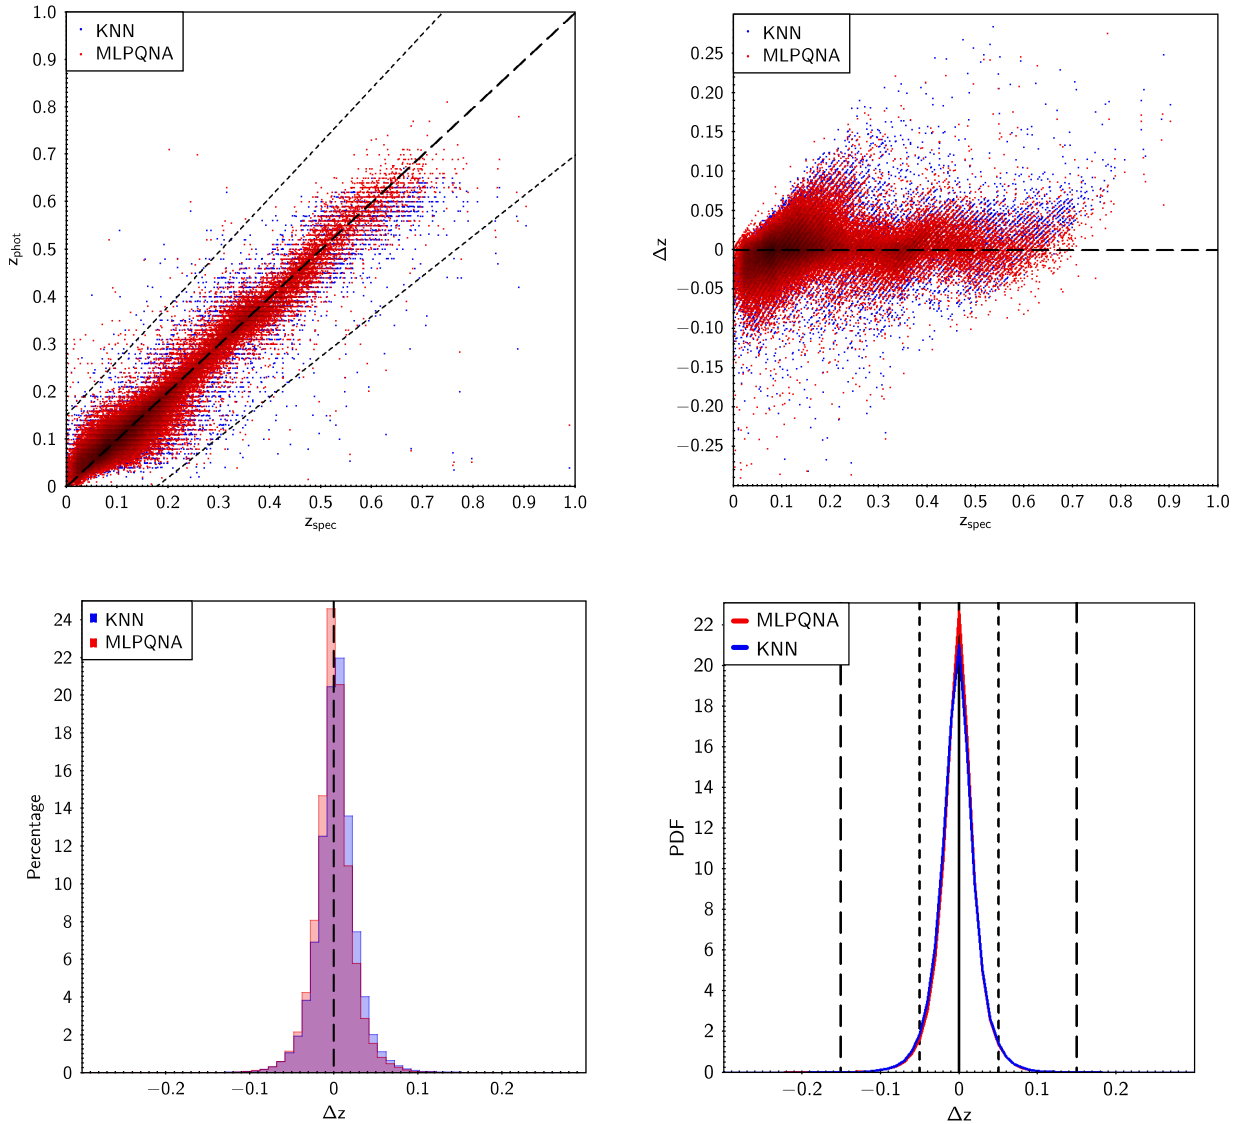 KNN
MLPQNA
1.0
0.9
0.8
0.7
0.6
0.5
0.4
0.3
0.2
0.1
0
z_phot
0 0.1 0.2 0.3 0.4 0.5 0.6 0.7 0.8 0.9 1.0
z_spec
KNN
MLPQNA
0.25
0.20
0.15
0.10
0.05
0
−0.05
−0.10
−0.15
−0.20
−0.25
Δz
0 0.1 0.2 0.3 0.4 0.5 0.6 0.7 0.8 0.9 1.0
z_spec
KNN
MLPQNA
24
22
20
18
16
14
12
10
8
6
4
2
0
Percentage
−0.2 −0.1 0 0.1 0.2
Δz
MLPQNA
KNN
22
20
18
16
14
12
10
8
6
4
2
0
PDF
−0.2 −0.1 0 0.1 0.2
Δz